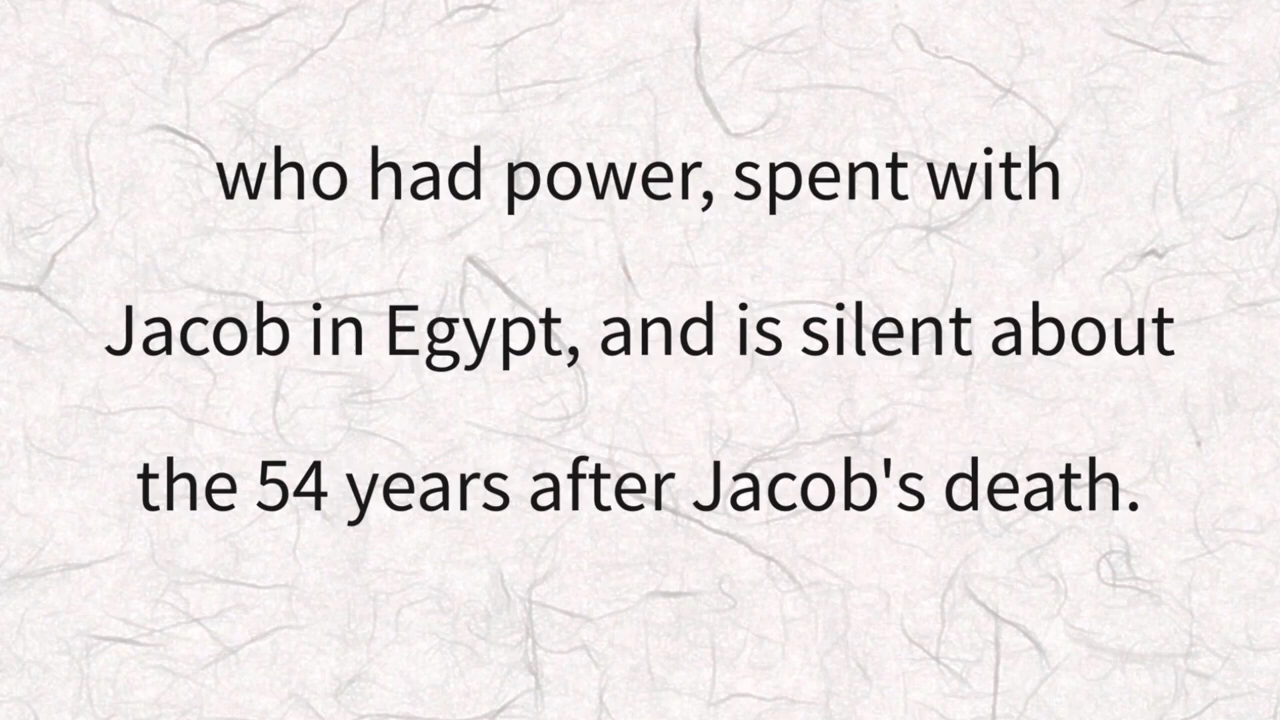 who had power, spent with
Jacob in Egypt, and is silent about
the 54 years after Jacob's death.